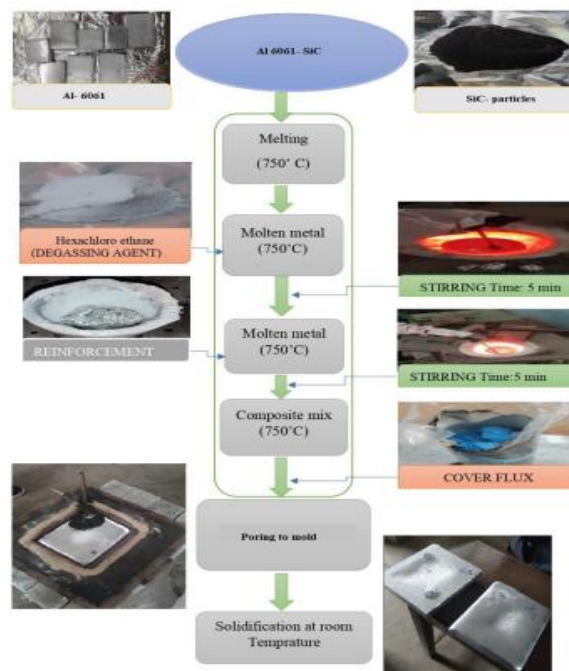 Al 6061- SiC
Al- 6061
SiC- particles
Melting
(750˚ C)
Hexachloro ethane
(DEGASSING AGENT)
Molten metal
(750˚C)
STIRRING Time: 5 min
REINFORCEMENT
Molten metal
(750˚C)
STIRRING Time:5 min
Composite mix
(750˚C)
COVER FLUX
Poring to mold
Solidification at room
Temprature